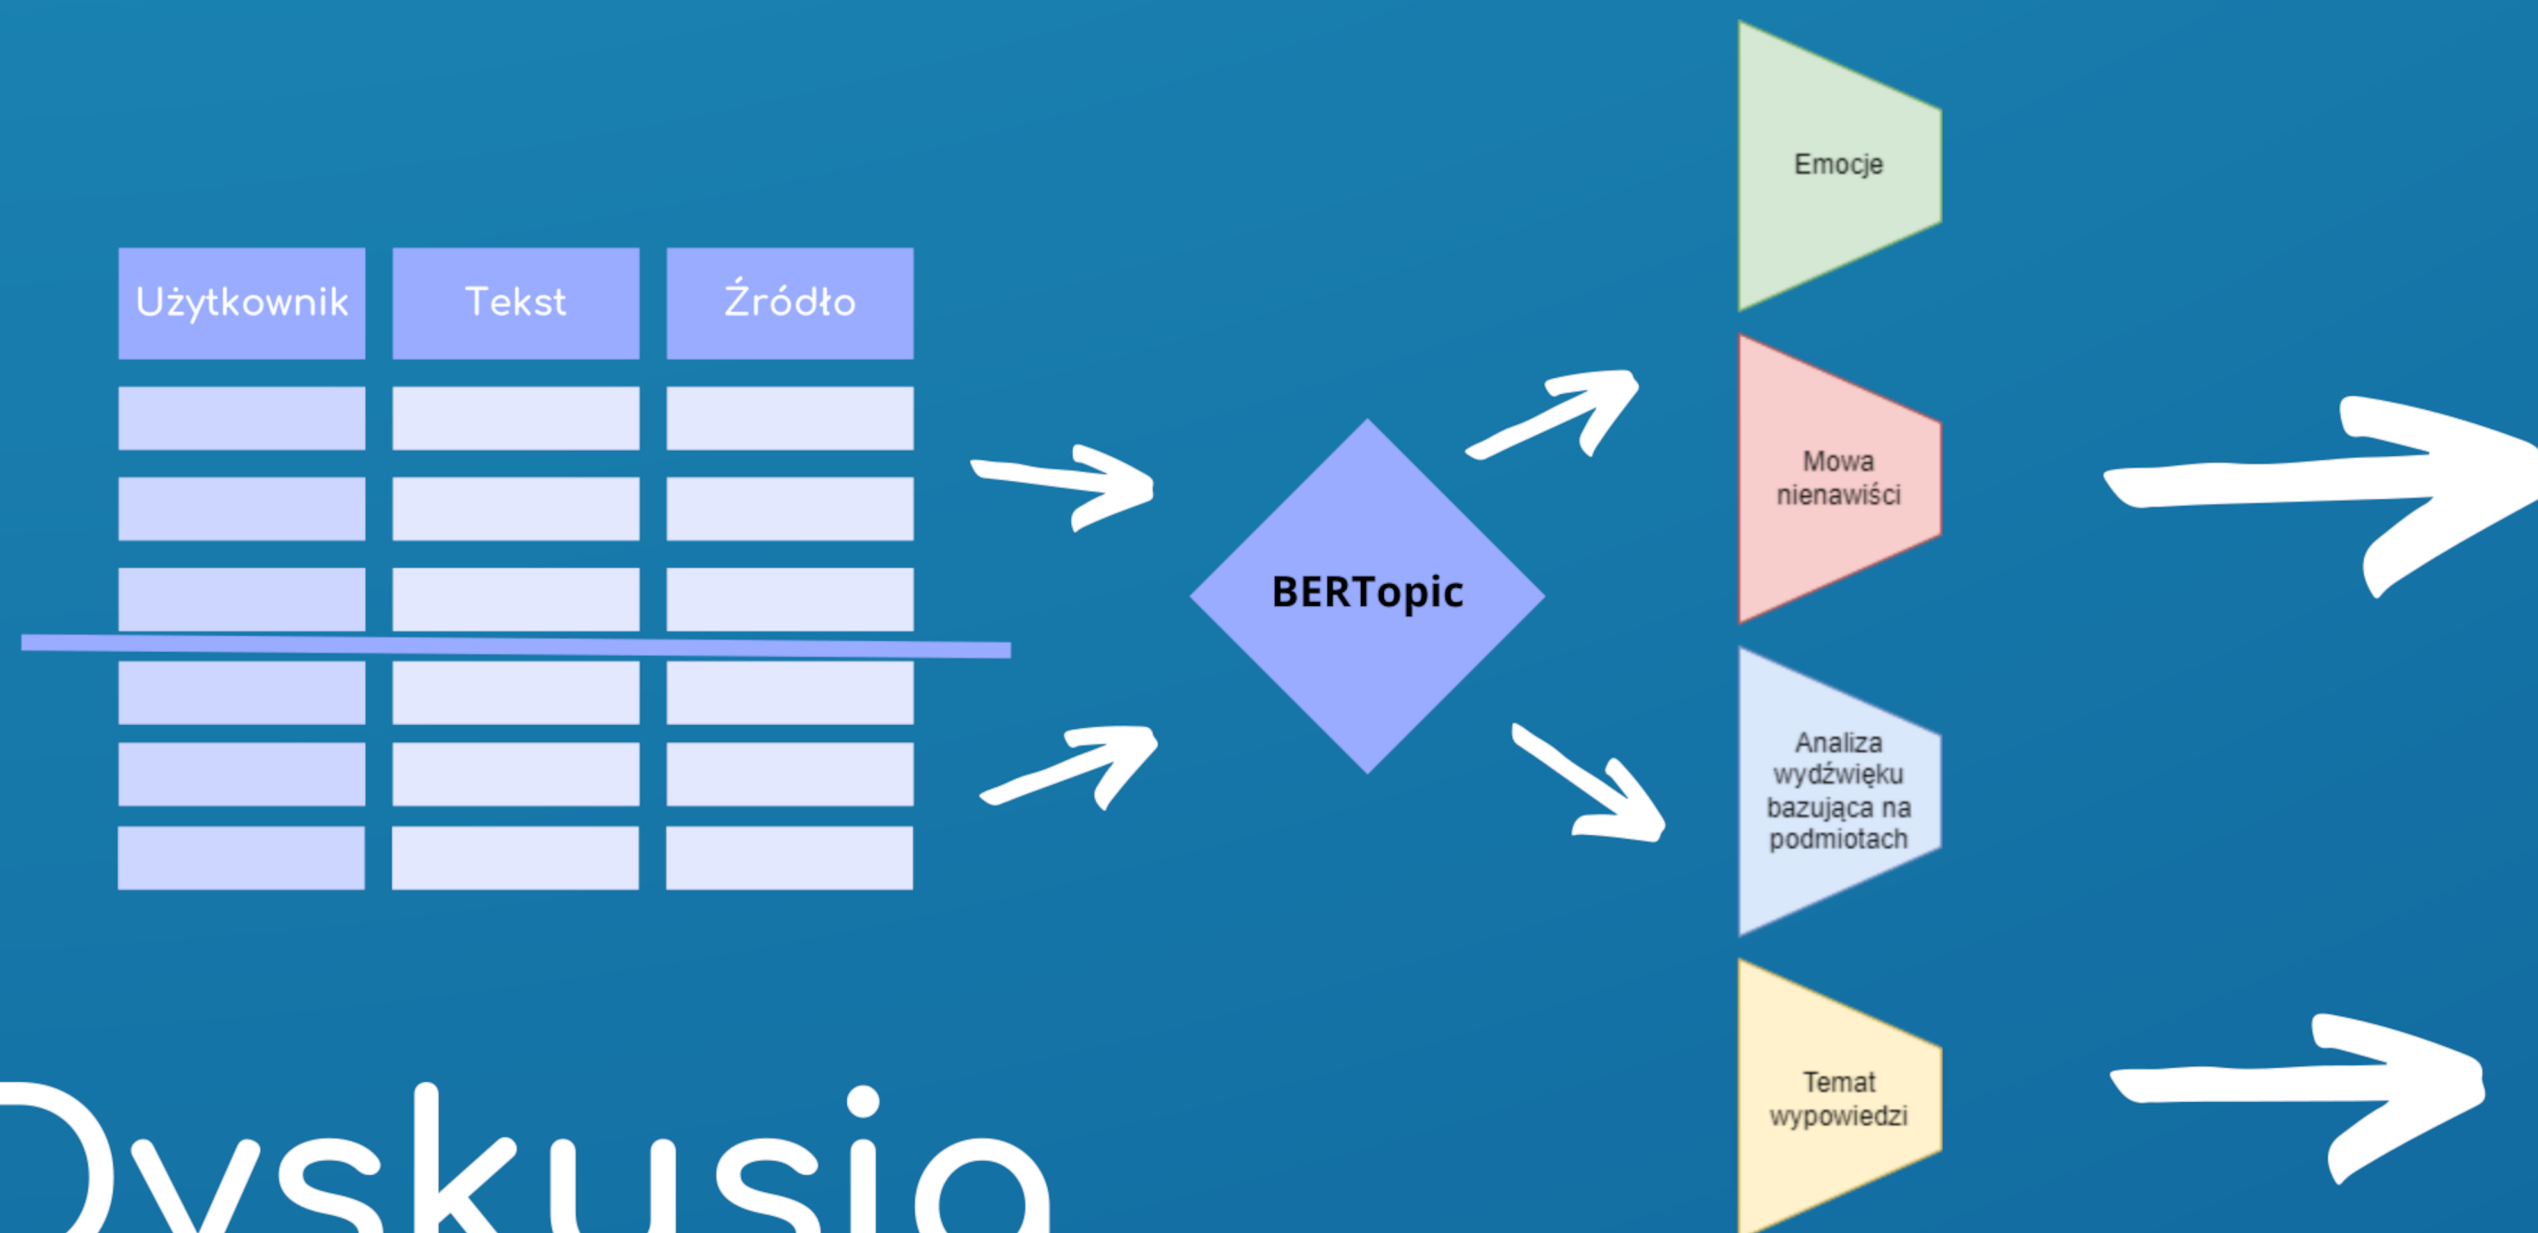 Użytkownik Tekst Źródło
BERTopic
Emocje
Mowa
nienawiści
Analiza
wydźwięku
bazująca na
podmiotach
Temat
wypowiedzi